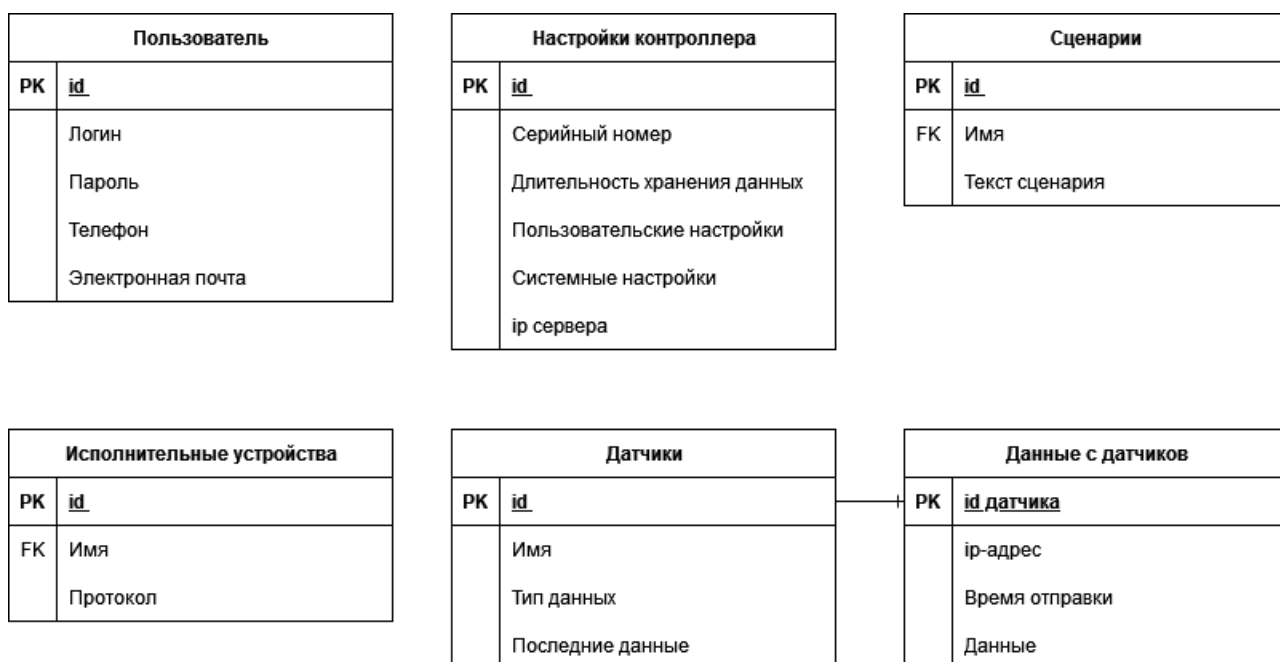 Пользователь
PK id
Логин
Пароль
Телефон
Электронная почта
Настройки контроллера
PK id
Серийный номер
Длительность хранения данных
Пользовательские настройки
Системные настройки
ip сервера
Сценарии
PK id
FK Имя
Текст сценария
Исполнительные устройства
PK id
FK Имя
Протокол
Датчики
PK id
Имя
Тип данных
Последние данные
Данные с датчиков
PK id датчика
ip-адрес
Время отправки
Данные